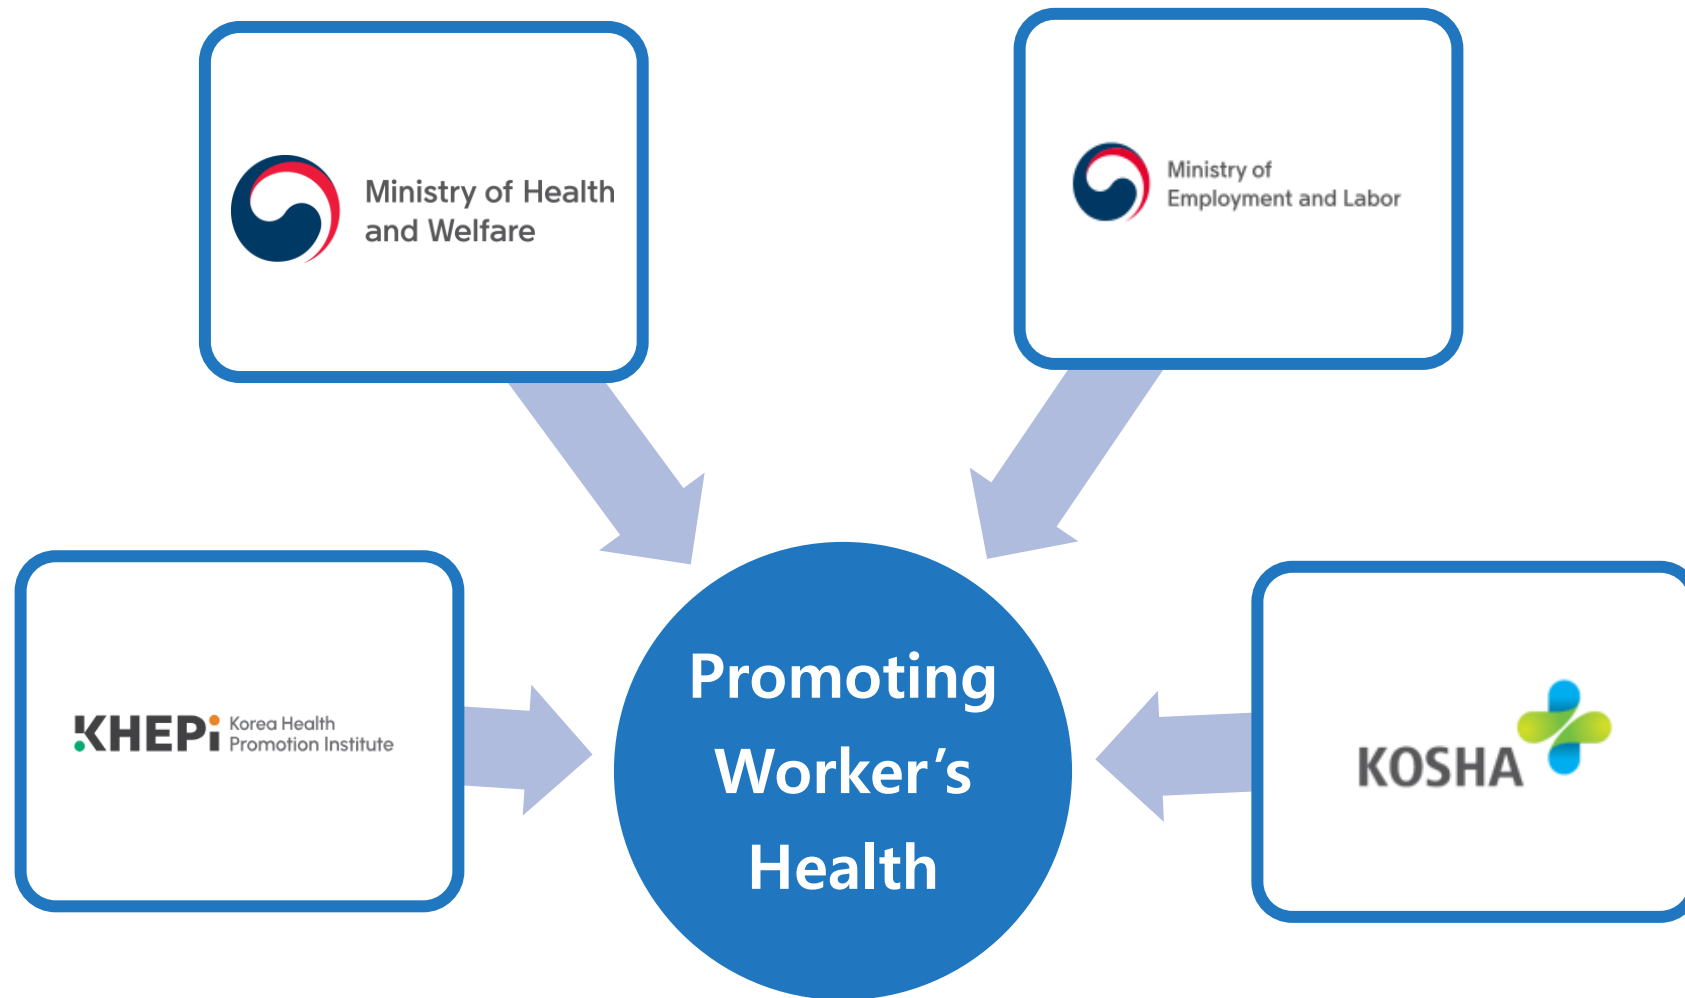 Ministry of Health
and Welfare
Ministry of
Employment and Labor
KHEPi Korea Health
Promotion Institute
Promoting
Worker’s
Health
KOSHA